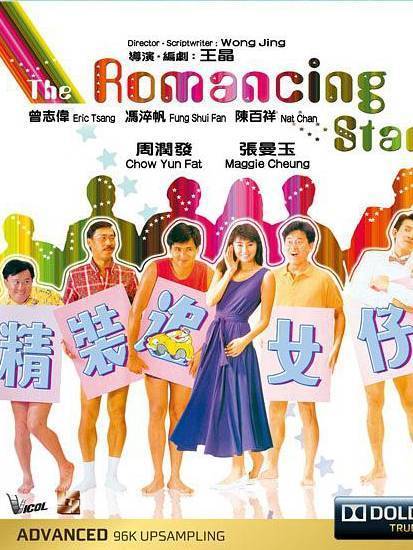 Director · Scriptwriter : Wong Jing
導演·編劇 : 王晶
The Romancing
Star
曾志偉 Eric Tsang 馮淬帆 Fung Shui Fan 陳百祥 Nat Chan
周潤發 張曼玉
Chow Yun Fat Maggie Cheung
精裝追女仔
VICOL
DOLB
TRUE
ADVANCED 96K UPSAMPLING